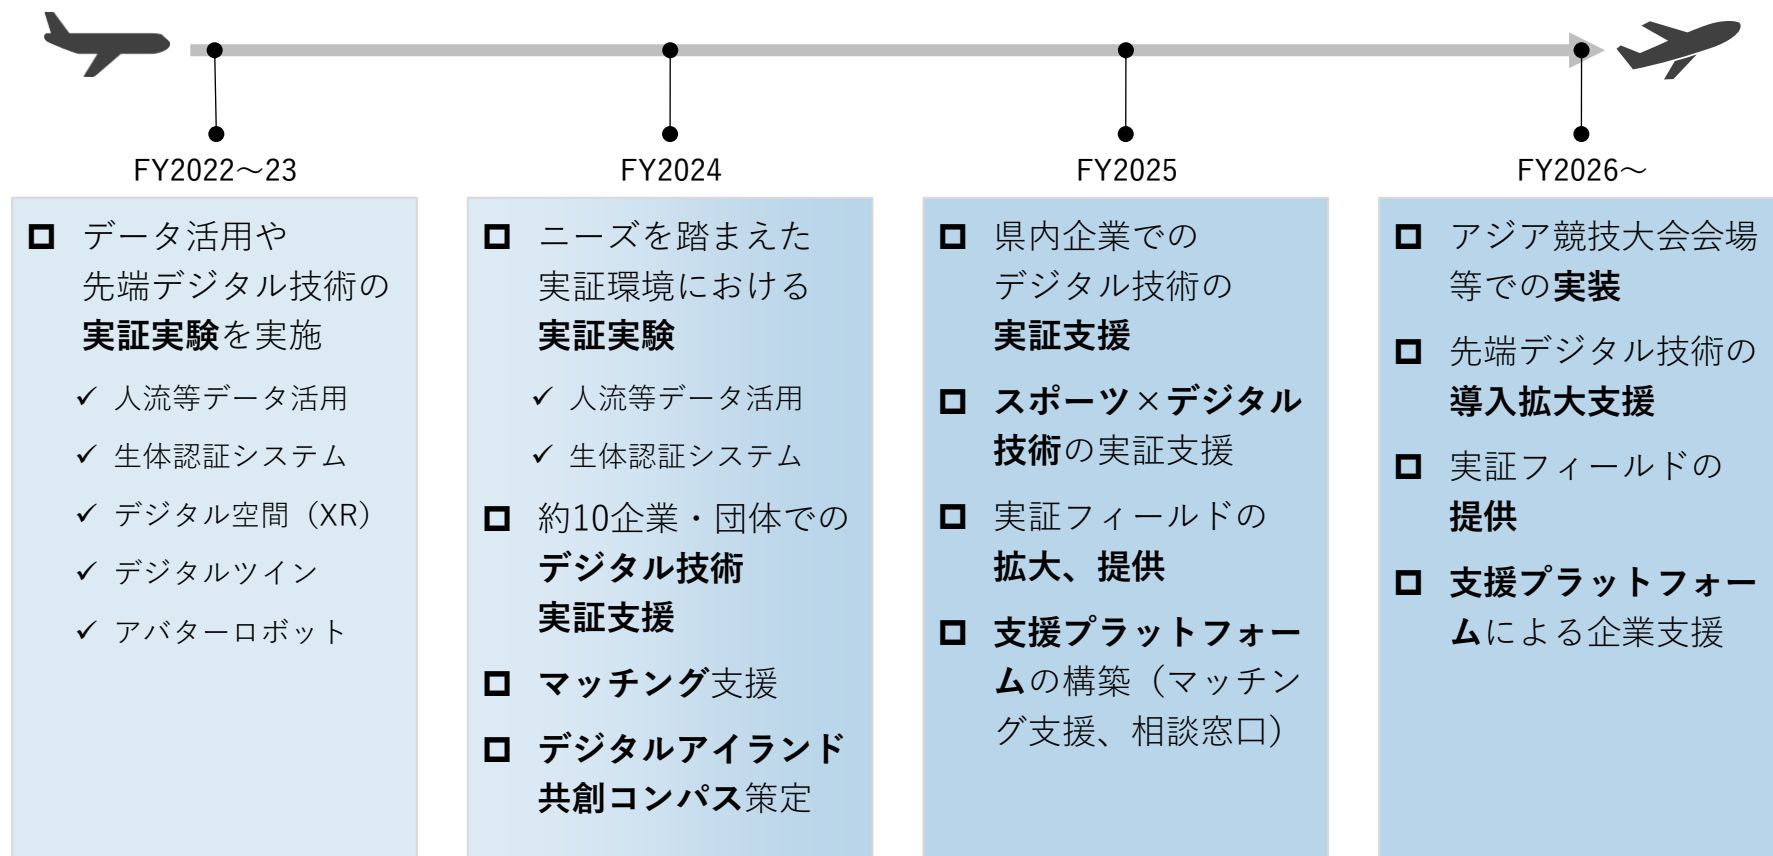 FY2022～23
データ活用や
先端デジタル技術の
実証実験を実施
✓ 人流等データ活用
✓ 生体認証システム
✓ デジタル空間（XR）
✓ デジタルツイン
✓ アバターロボット
FY2024
ニーズを踏まえた
実証環境における
実証実験
✓ 人流等データ活用
✓ 生体認証システム
約10企業・団体での
デジタル技術
実証支援
マッチング支援
デジタルアイランド
共創コンパス策定
FY2025
県内企業での
デジタル技術の
実証支援
スポーツ×デジタル
技術の実証支援
実証フィールドの
拡大、提供
支援プラットフォー
ムの構築（マッチン
グ支援、相談窓口）
FY2026～
アジア競技大会会場
等での実装
先端デジタル技術の
導入拡大支援
実証フィールドの
提供
支援プラットフォー
ムによる企業支援